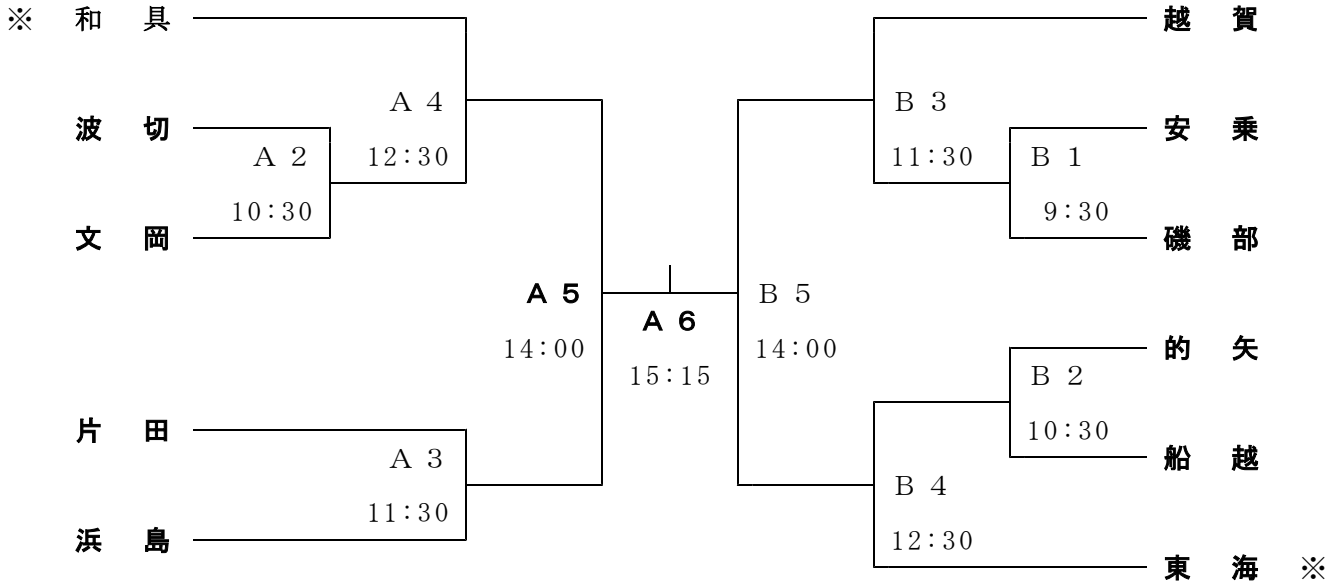 ※ 和 具
越 賀
A 4
B 3
波 切
安 乗
A 2
12:30
11:30
B 1
10:30
9:30
文 岡
磯 部
A 5
B 5
A 6
14:00
14:00
的 矢
15:15
B 2
片 田
10:30
A 3
船 越
B 4
11:30
浜 島
12:30
東 海 ※